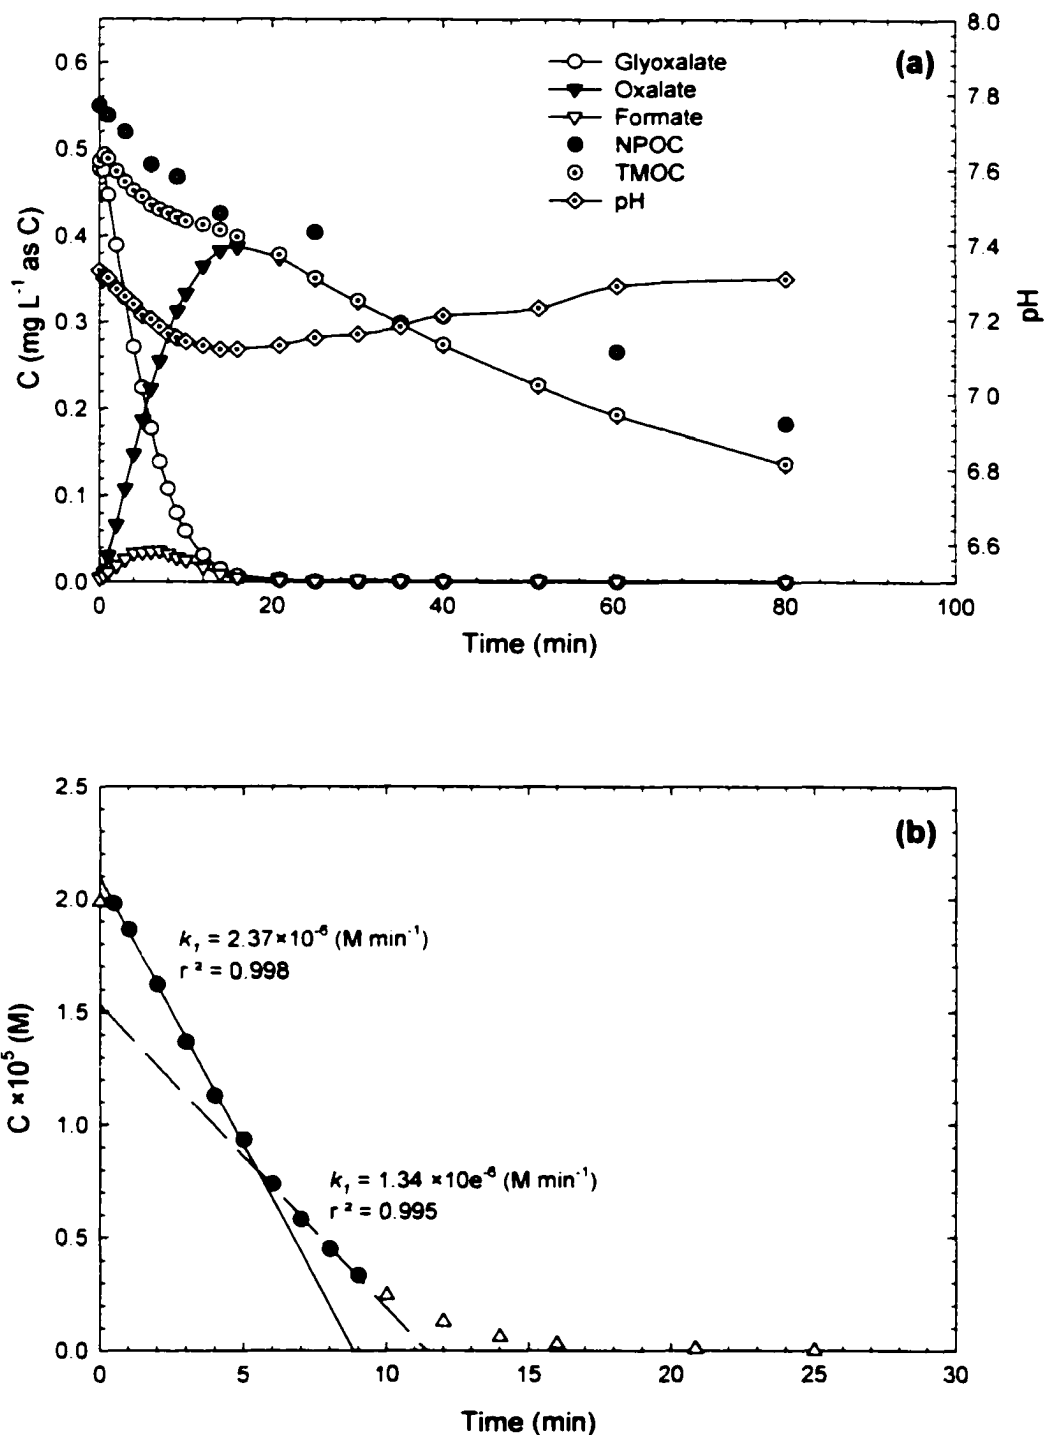 (a)
Glyoxalate
Oxalate
Formate
NPOC
TMOC
pH
C (mg L⁻¹ as C)
0.6
0.5
0.4
0.3
0.2
0.1
0.0
8.0
7.8
7.6
7.4
7.2
7.0
6.8
6.6
pH
0 20 40 60 80 100
Time (min)
(b)
C ×10⁵ (M)
2.5
2.0
1.5
1.0
0.5
0.0
k₁ = 2.37×10⁻⁶ (M min⁻¹)
r² = 0.998
k₁ = 1.34 ×10e⁻⁶ (M min⁻¹)
r² = 0.995
0 5 10 15 20 25 30
Time (min)